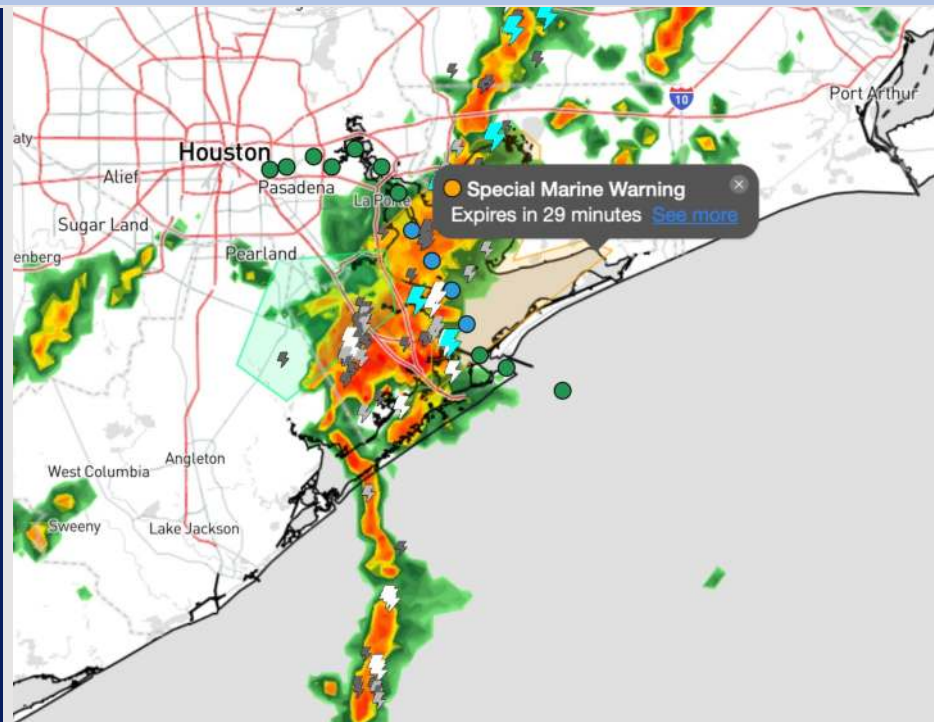 Port Arthur
10
aty
Houston
Alief
Pasadena
La Porte
Special Marine Warning
Expires in 29 minutes See more
Sugar Land
enberg
Pearland
West Columbia
Angleton
Sweeny
Lake Jackson